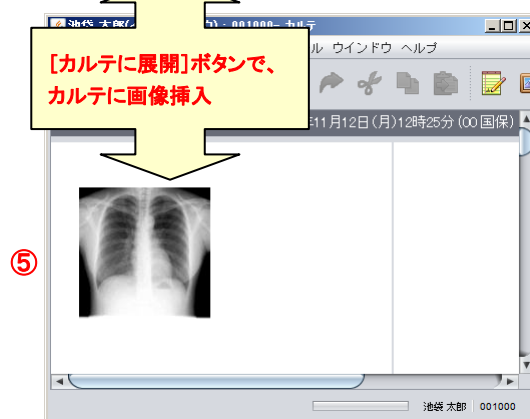 池袋 太郎
001000- カルテ
ル ウインドウ ヘルプ
[カルテに展開]ボタンで、
カルテに画像挿入
11月12日(月)12時25分(00 国保)
⑤
池袋 太郎 001000